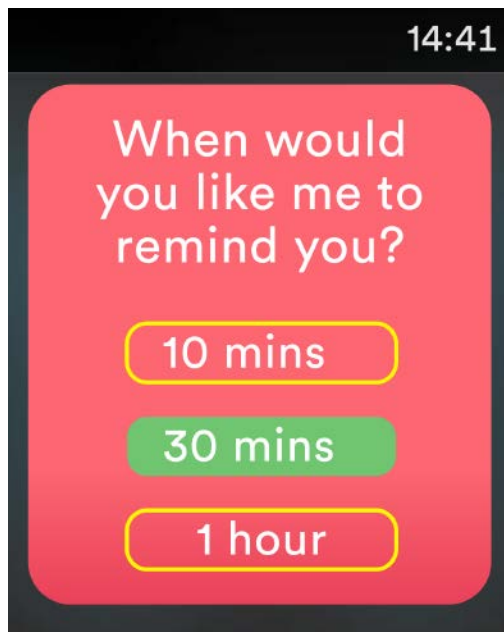 14:41
When would
you like me to
remind you?
10 mins
30 mins
1 hour